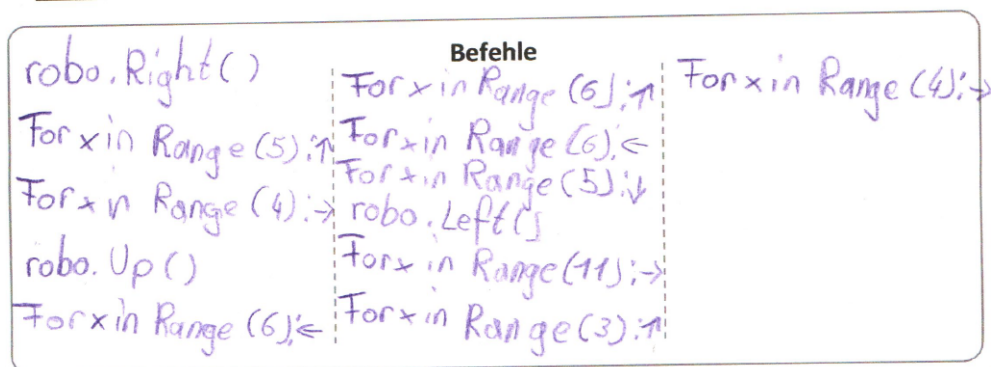 Befehle
robo.Right()
For x in Range (5):↑
For x in Range (4):→
robo.Up()
For x in Range (6):←
For x in Range (6):↑
For x in Range (6):←
For x in Range (5):↓
robo.Left()
For x in Range (11):→
For x in Range (3):↑
For x in Range (4):→